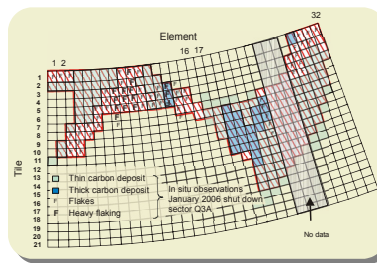 Element
32
1 2
16 17
1
2
3
4
5
6
7
8
9
10
11
12
13
14
15
16
17
18
19
20
21
Tile
Thin carbon deposit
Thick carbon deposit
F Flakes
F Heavy flaking
In situ observations
January 2006 shut down
sector Q3A
No data